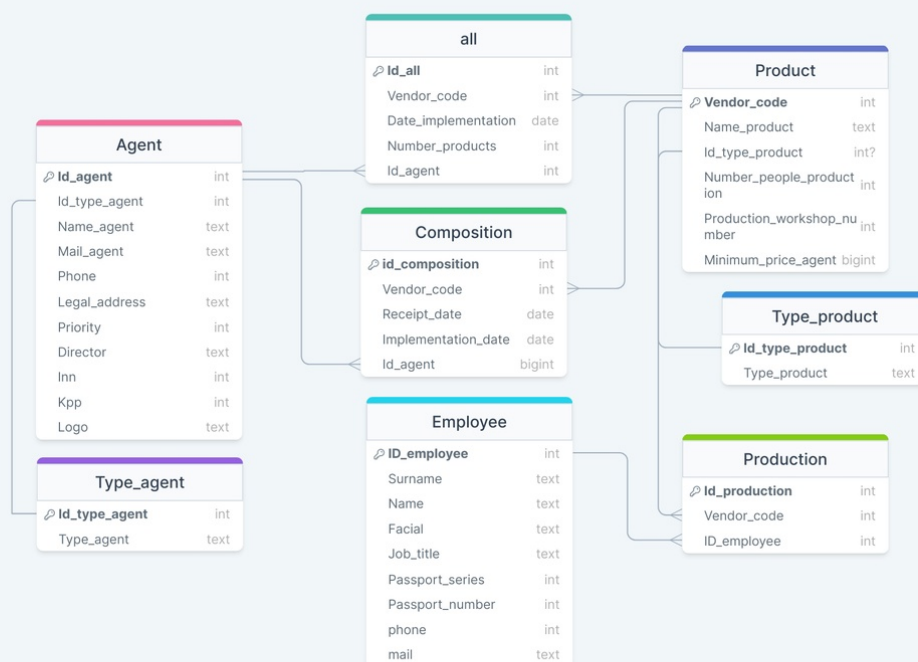 all
Id_all int
Vendor_code int
Date_implementation date
Number_products int
Id_agent int
Product
Vendor_code int
Name_product text
Id_type_product int?
Number_people_product
ion int
Production_workshop_nu
mber int
Minimum_price_agent bigint
Agent
Id_agent int
Id_type_agent int
Name_agent text
Mail_agent text
Phone int
Legal_address text
Priority int
Director text
Inn int
Kpp int
Logo text
Composition
id_composition int
Vendor_code int
Receipt_date date
Implementation_date date
Id_agent bigint
Type_product
Id_type_product int
Type_product text
Employee
ID_employee int
Surname text
Name text
Facial text
Job_title text
Passport_series int
Passport_number int
phone int
mail text
Production
Id_production int
Vendor_code int
ID_employee int
Type_agent
Id_type_agent int
Type_agent text